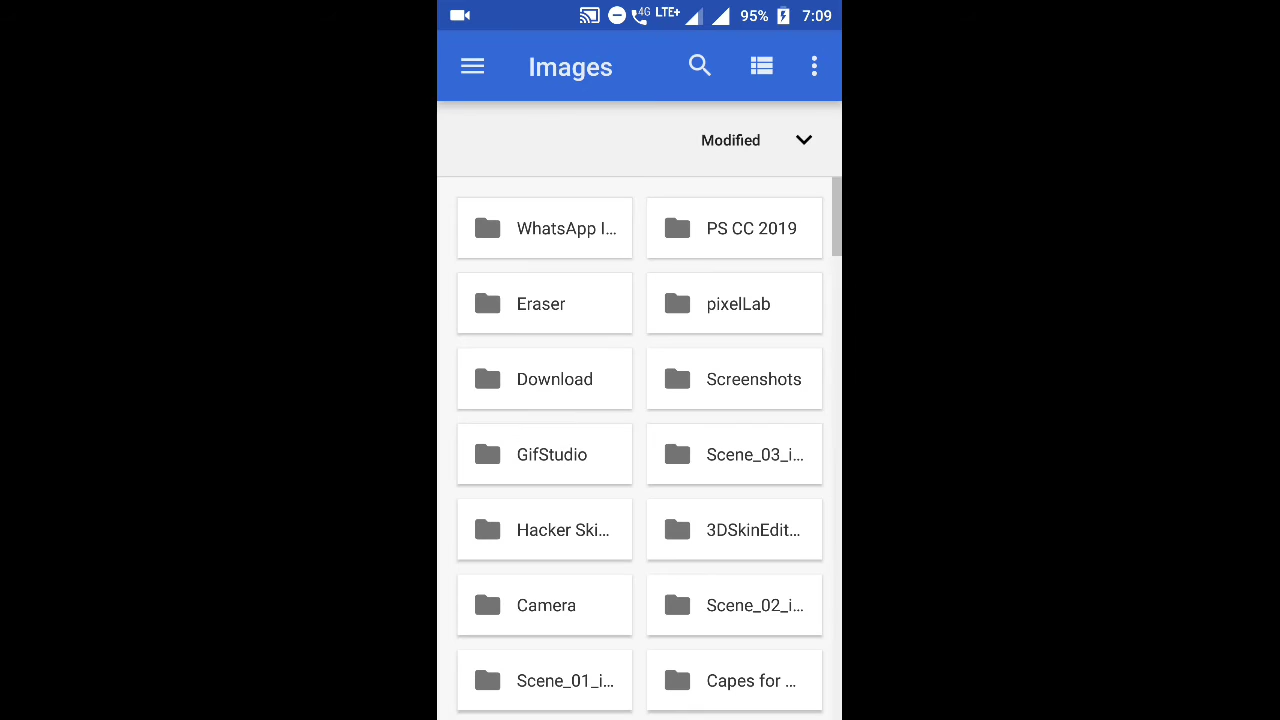 4G LTE+ 95% 7:09
Images
Modified
WhatsApp I... PS CC 2019
Eraser pixelLab
Download Screenshots
GifStudio Scene_03_i...
Hacker Ski... 3DSkinEdit...
Camera Scene_02_i...
Scene_01_i... Capes for ...